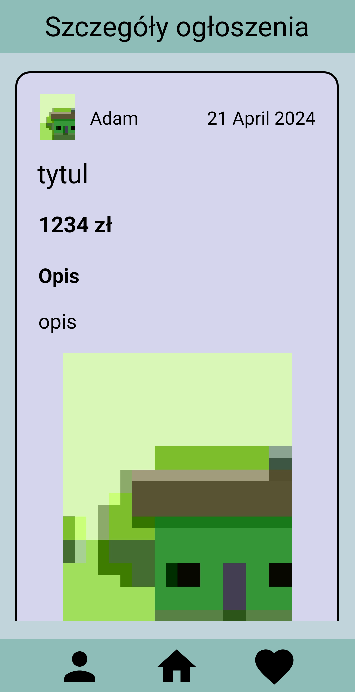 Szczegóły ogłoszenia
Adam 21 April 2024
tytul
1234 zł
Opis
opis